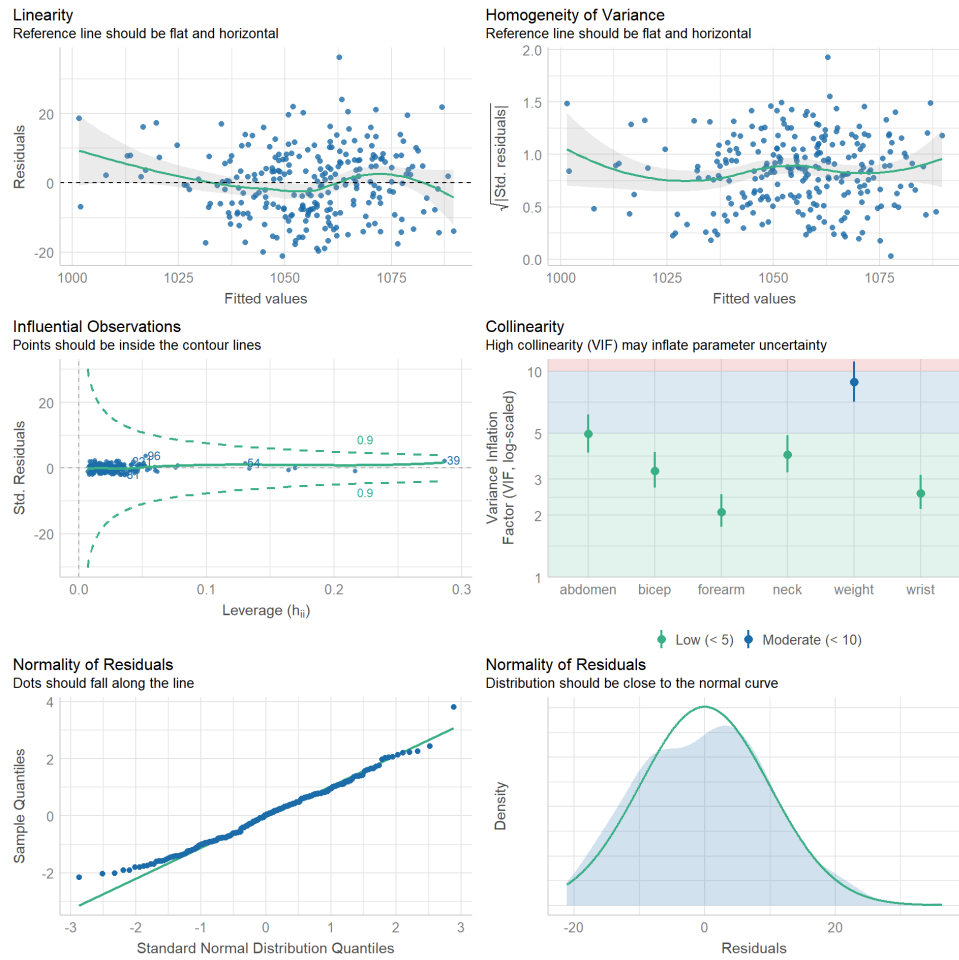 Linearity
Reference line should be flat and horizontal
20
0
-20
Residuals
1000
1025
1050
1075
Fitted values
Homogeneity of Variance
Reference line should be flat and horizontal
2.0
1.5
1.0
0.5
0.0
√|Std. residuals|
1000
1025
1050
1075
Fitted values
Influential Observations
Points should be inside the contour lines
20
0
-20
Std. Residuals
0.9
0.9
96
54
39
0.0
0.1
0.2
0.3
Leverage (hii)
Collinearity
High collinearity (VIF) may inflate parameter uncertainty
10
5
3
2
1
Variance Inflation
Factor (VIF, log-scaled)
abdomen
bicep
forearm
neck
weight
wrist
Low (< 5)
Moderate (< 10)
Normality of Residuals
Dots should fall along the line
4
2
0
-2
Sample Quantiles
-3
-2
-1
0
1
2
3
Standard Normal Distribution Quantiles
Normality of Residuals
Distribution should be close to the normal curve
Density
-20
0
20
Residuals